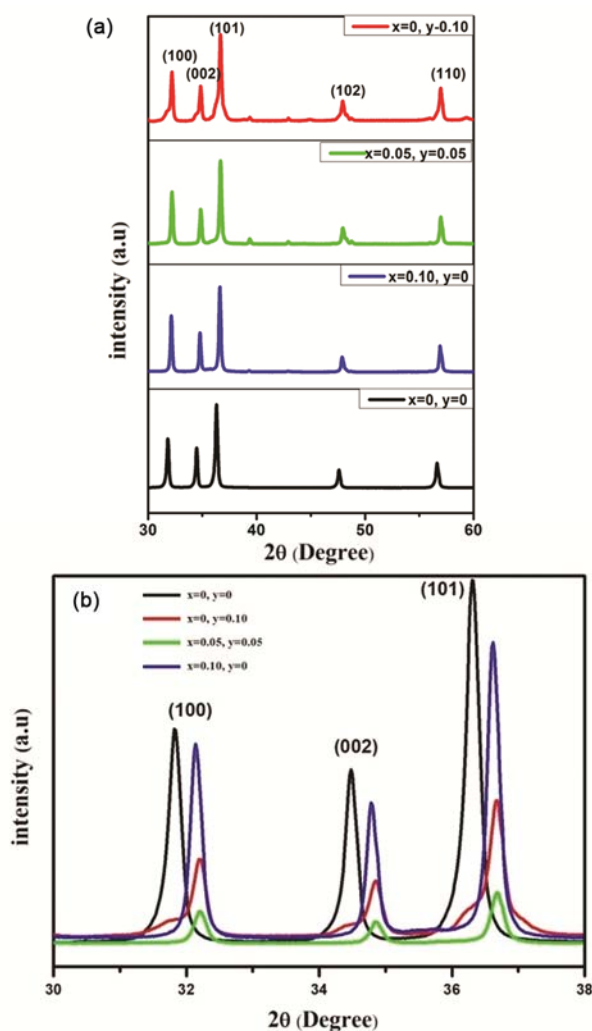 (a)
x=0, y-0.10
(101)
(100)
(002)
(102)
(110)
x=0.05, y=0.05
x=0.10, y=0
x=0, y=0
intensity (a.u)
30 40 50 60
2θ (Degree)
(b)
x=0, y=0
x=0, y=0.10
x=0.05, y=0.05
x=0.10, y=0
(101)
(100)
(002)
intensity (a.u)
30 32 34 36 38
2θ (Degree)